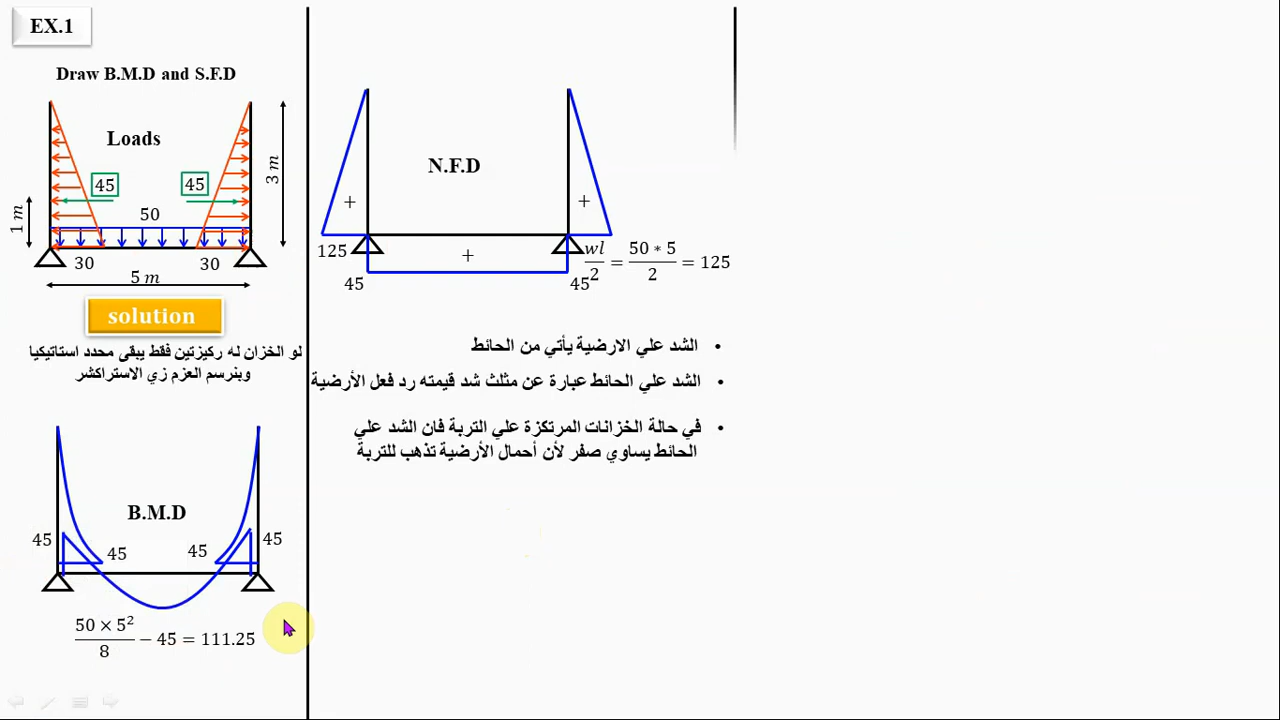 EX.1
Draw B.M.D and S.F.D
Loads
45
45
50
3 m
1 m
30
30
5 m
solution
لو الخزان له ركيزتين فقط يبقى محدد استاتيكيا
وبنرسم العزم زي الاستراكشر
B.M.D
45
45
45
45
50 × 5² / 8 − 45 = 111.25
N.F.D
+
+
+
125
45
45
wl / 2 = 50 * 5 / 2 = 125
• الشد علي الارضية يأتي من الحائط
• الشد علي الحائط عبارة عن مثلث شد قيمته رد فعل الأرضية
• في حالة الخزانات المرتكزة علي التربة فان الشد علي
الحائط يساوي صفر لأن أحمال الأرضية تذهب للتربة